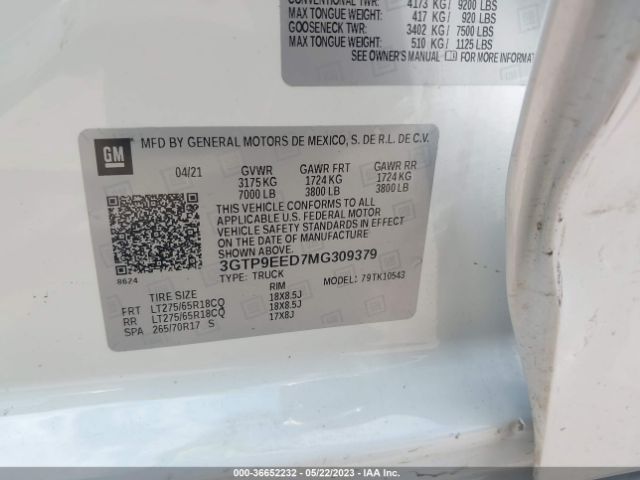 CONVENTIONAL TWR: 4173 KG/ 9200 LBS
MAX TONGUE WEIGHT: 417 KG/ 920 LBS
GOOSENECK TWR: 3402 KG/ 7500 LBS
MAX TONGUE WEIGHT: 510 KG/ 1125 LBS
SEE OWNER'S MANUAL FOR MORE
GM
MFD BY GENERAL MOTORS DE MEXICO, S. DE R.L. DE C.V.
04/21 GVWR GAWR FRT GAWR RR
3175 KG 1724 KG 1724 KG
7000 LB 3800 LB 3800 LB
THIS VEHICLE CONFORMS TO ALL
APPLICABLE U.S. FEDERAL MOTOR
VEHICLE SAFETY STANDARDS IN EFFECT
ON THE DATE OF MANUFACTURE SHOWN ABOVE.
3GTP9EED7MG309379
8624
TYPE: TRUCK MODEL: 79TK10543
TIRE SIZE RIM
FRT LT275/65R18CQ 18X8.5J
RR LT275/65R18CQ 18X8.5J
SPA 265/70R17 S 17X8J
000-36652232 - 05/22/2023 - IAA Inc.